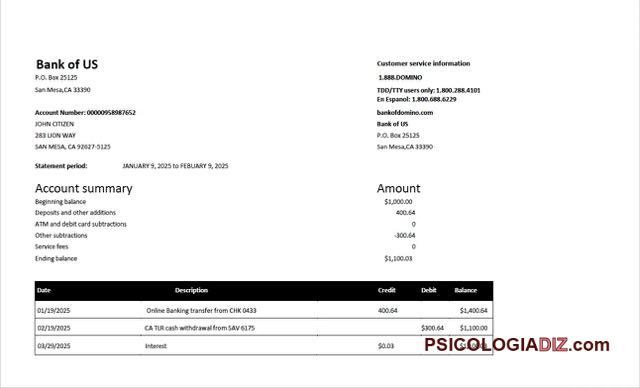 Bank of US
P.O. Box 25125
San Mesa,CA 33390
Customer service information
1.888.DOMINO
TDD/TTY users only: 1.800.288.4101
En Espanol: 1.800.688.6229
Account Number: 00000958987652
JOHN CITIZEN
283 LION WAY
SAN MESA, CA 92627-5125
bankofdomino.com
Bank of US
P.O. Box 25125
San Mesa,CA 33390
Statement period: JANUARY 9, 2025 to FEBUARY 9, 2025
Account summary Amount
Beginning balance $1,000.00
Deposits and other additions 400.64
ATM and debit card subtractions 0
Other subtractions -300.64
Service fees 0
Ending balance $1,100.03
Date Description Credit Debit Balance
01/19/2025 Online Banking transfer from CHK 0433 400.64 $1,400.64
02/19/2025 CA TLR cash withdrawal from SAV 6175 $300.64 $1,100.00
03/29/2025 Interest $0.03
PSICOLOGIADIZ.com